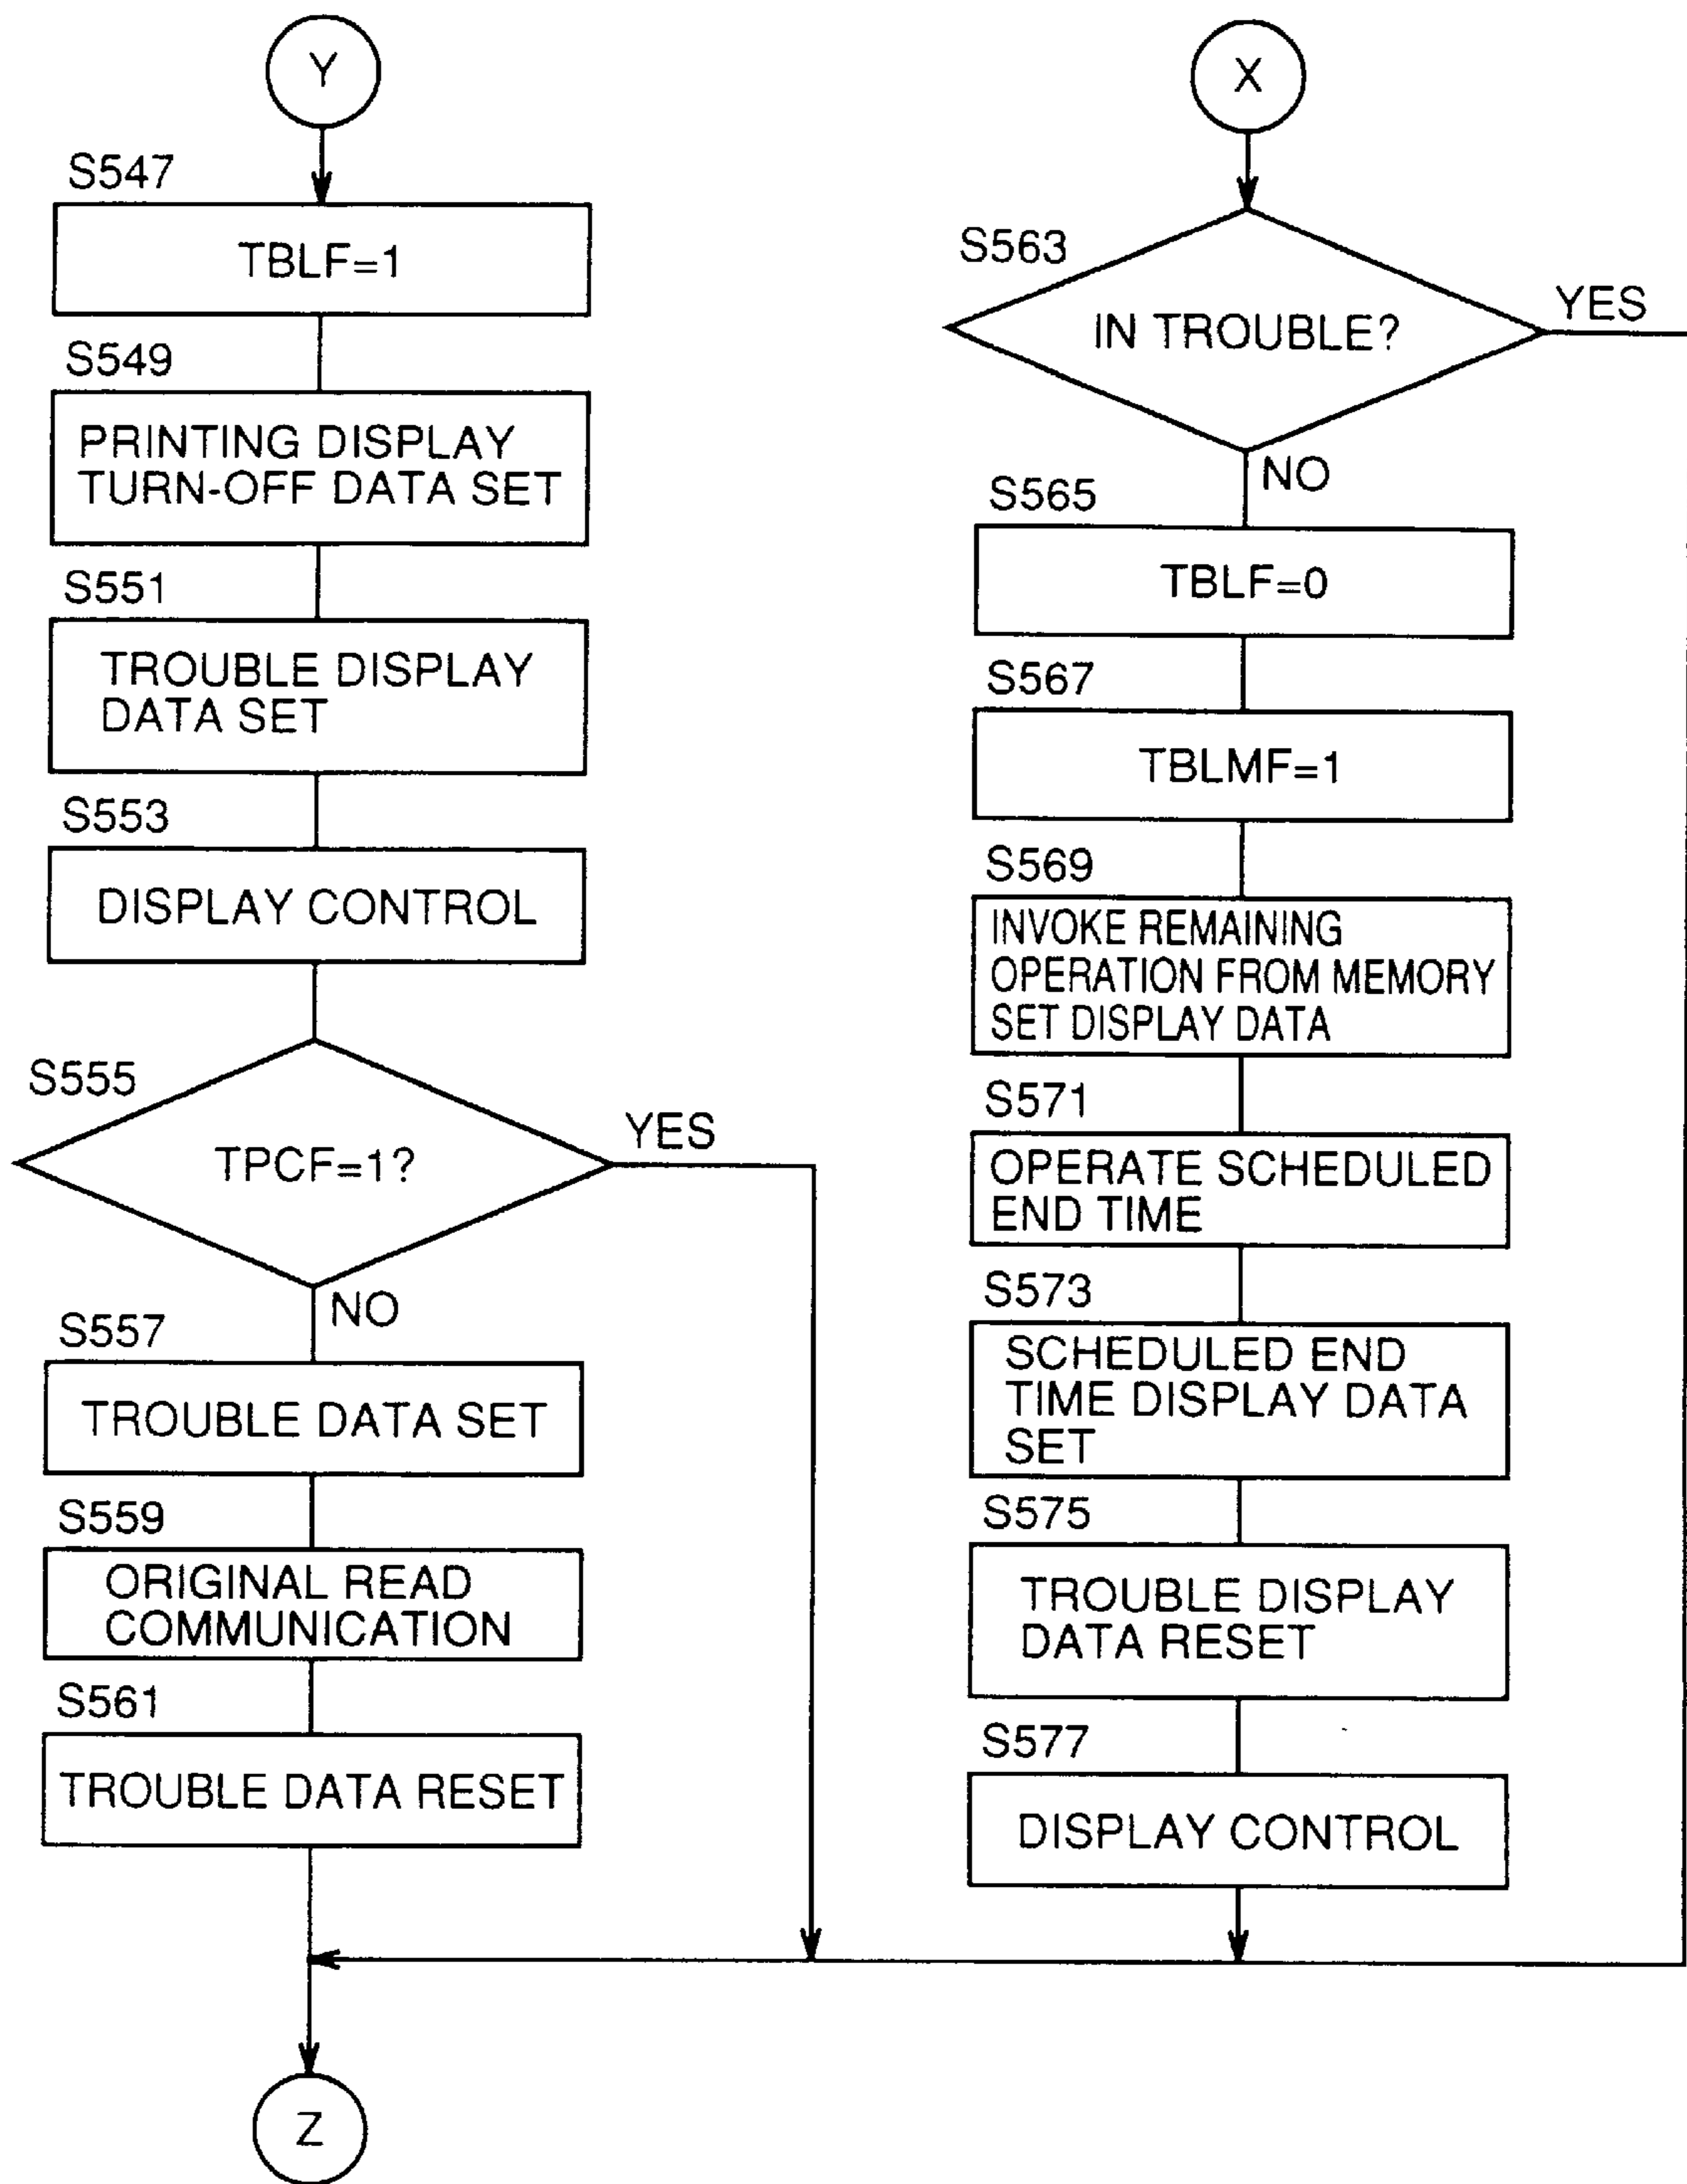 Y
S547
TBLF=1
S549
PRINTING DISPLAY
TURN-OFF DATA SET
S551
TROUBLE DISPLAY
DATA SET
S553
DISPLAY CONTROL
S555
TPCF=1?
YES
NO
S557
TROUBLE DATA SET
S559
ORIGINAL READ
COMMUNICATION
S561
TROUBLE DATA RESET
Z
X
S563
IN TROUBLE?
YES
NO
S565
TBLF=0
S567
TBLMF=1
S569
INVOKE REMAINING
OPERATION FROM MEMORY
SET DISPLAY DATA
S571
OPERATE SCHEDULED
END TIME
S573
SCHEDULED END
TIME DISPLAY DATA
SET
S575
TROUBLE DISPLAY
DATA RESET
S577
DISPLAY CONTROL